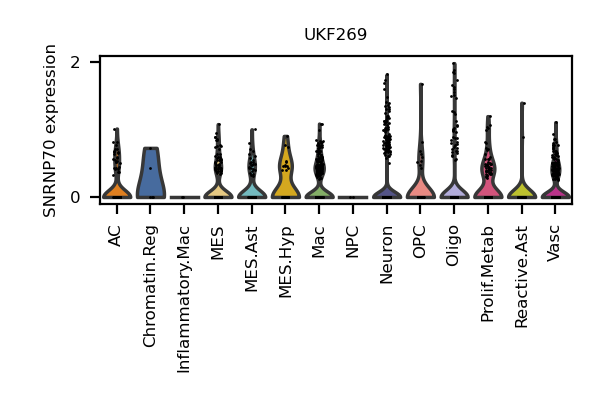 UKF269
SNRNP70 expression
2
0
AC
Chromatin.Reg
Inflammatory.Mac
MES
MES.Ast
MES.Hyp
Mac
NPC
Neuron
OPC
Oligo
Prolif.Metab
Reactive.Ast
Vasc